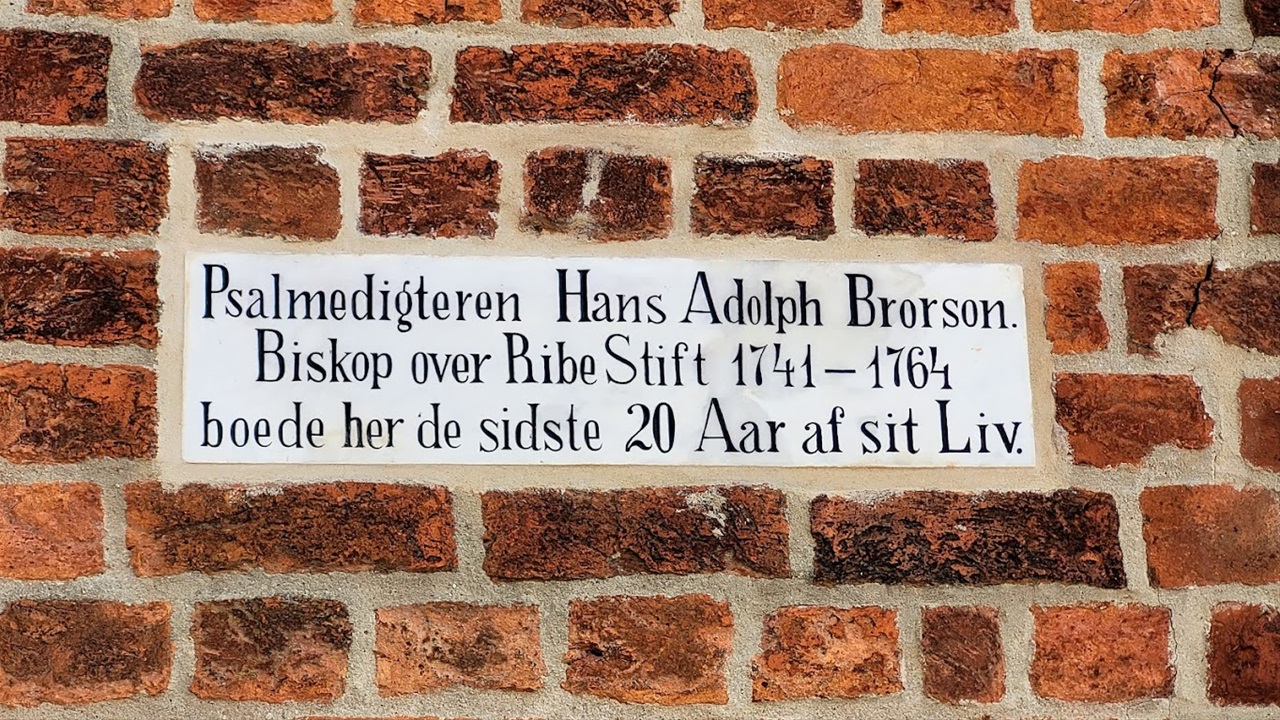 Psalmedigteren Hans Adolph Brorson.
Biskop over Ribe Stift 1741 – 1764
boede her de sidste 20 Aar af sit Liv.